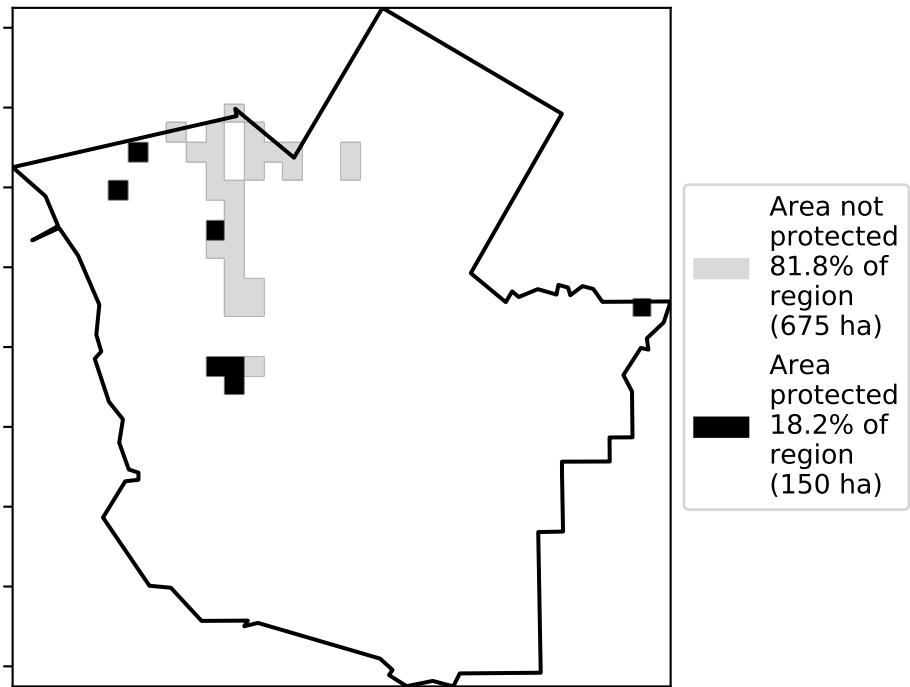 Area not
protected
81.8% of
region
(675 ha)
Area
protected
18.2% of
region
(150 ha)